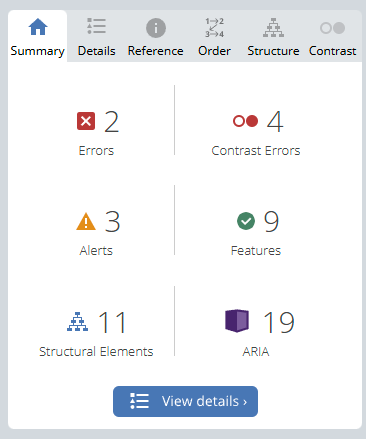 Summary Details Reference Order Structure Contrast
2 4
Errors Contrast Errors
3 9
Alerts Features
11 19
Structural Elements ARIA
View details ›